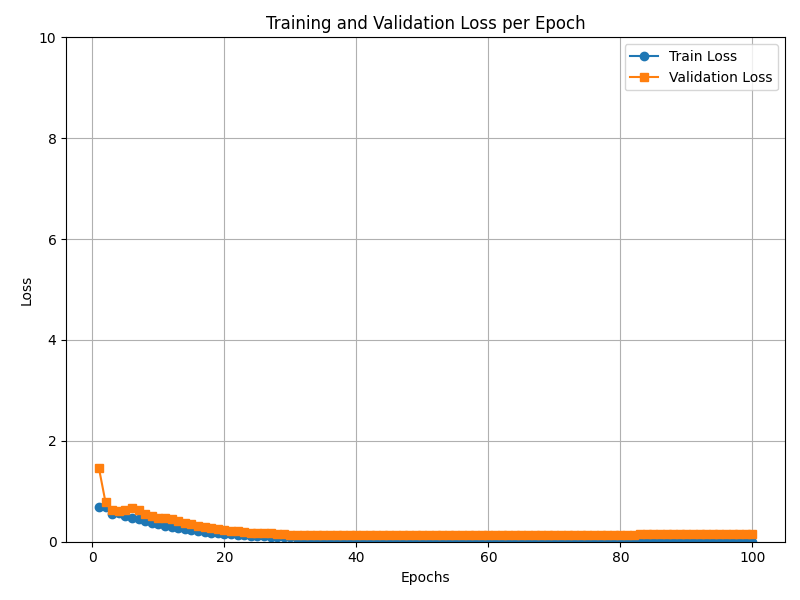 Training and Validation Loss per Epoch
Train Loss
Validation Loss
Loss
10
8
6
4
2
0
0 20 40 60 80 100
Epochs